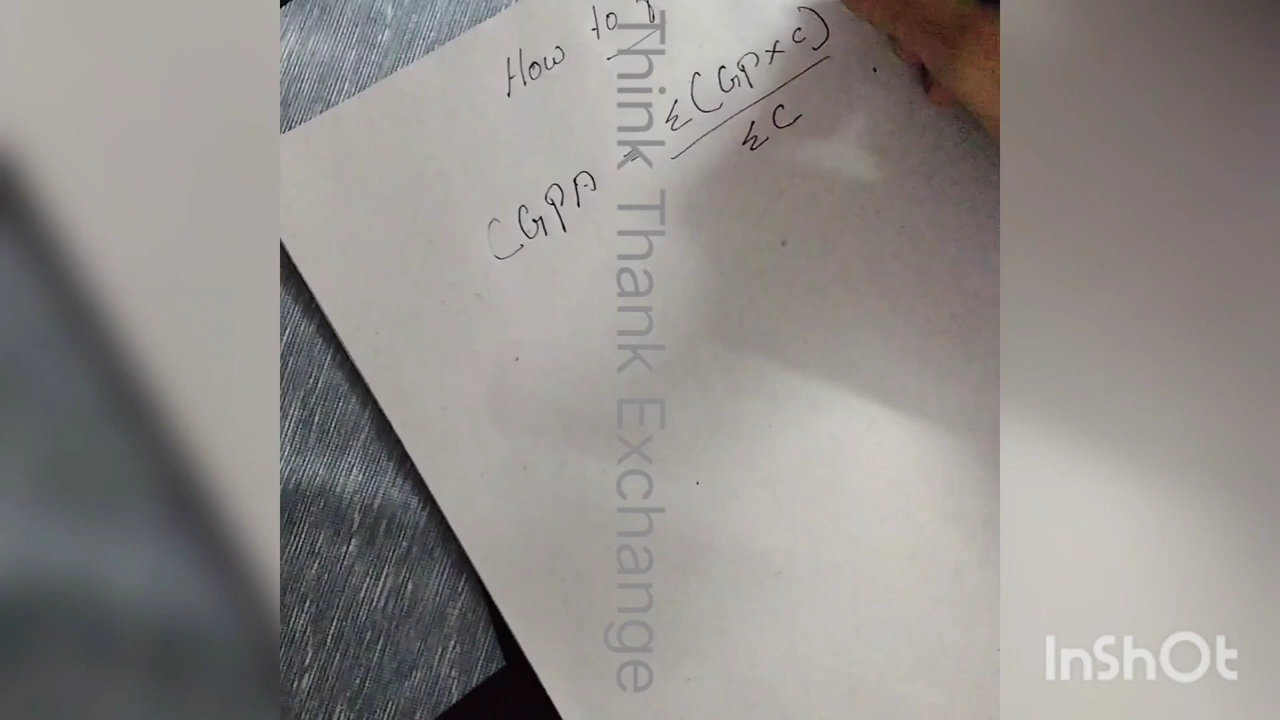 How to
CGPA = Σ(GP×C)
ΣC
Think Thank Exchange
InShOt